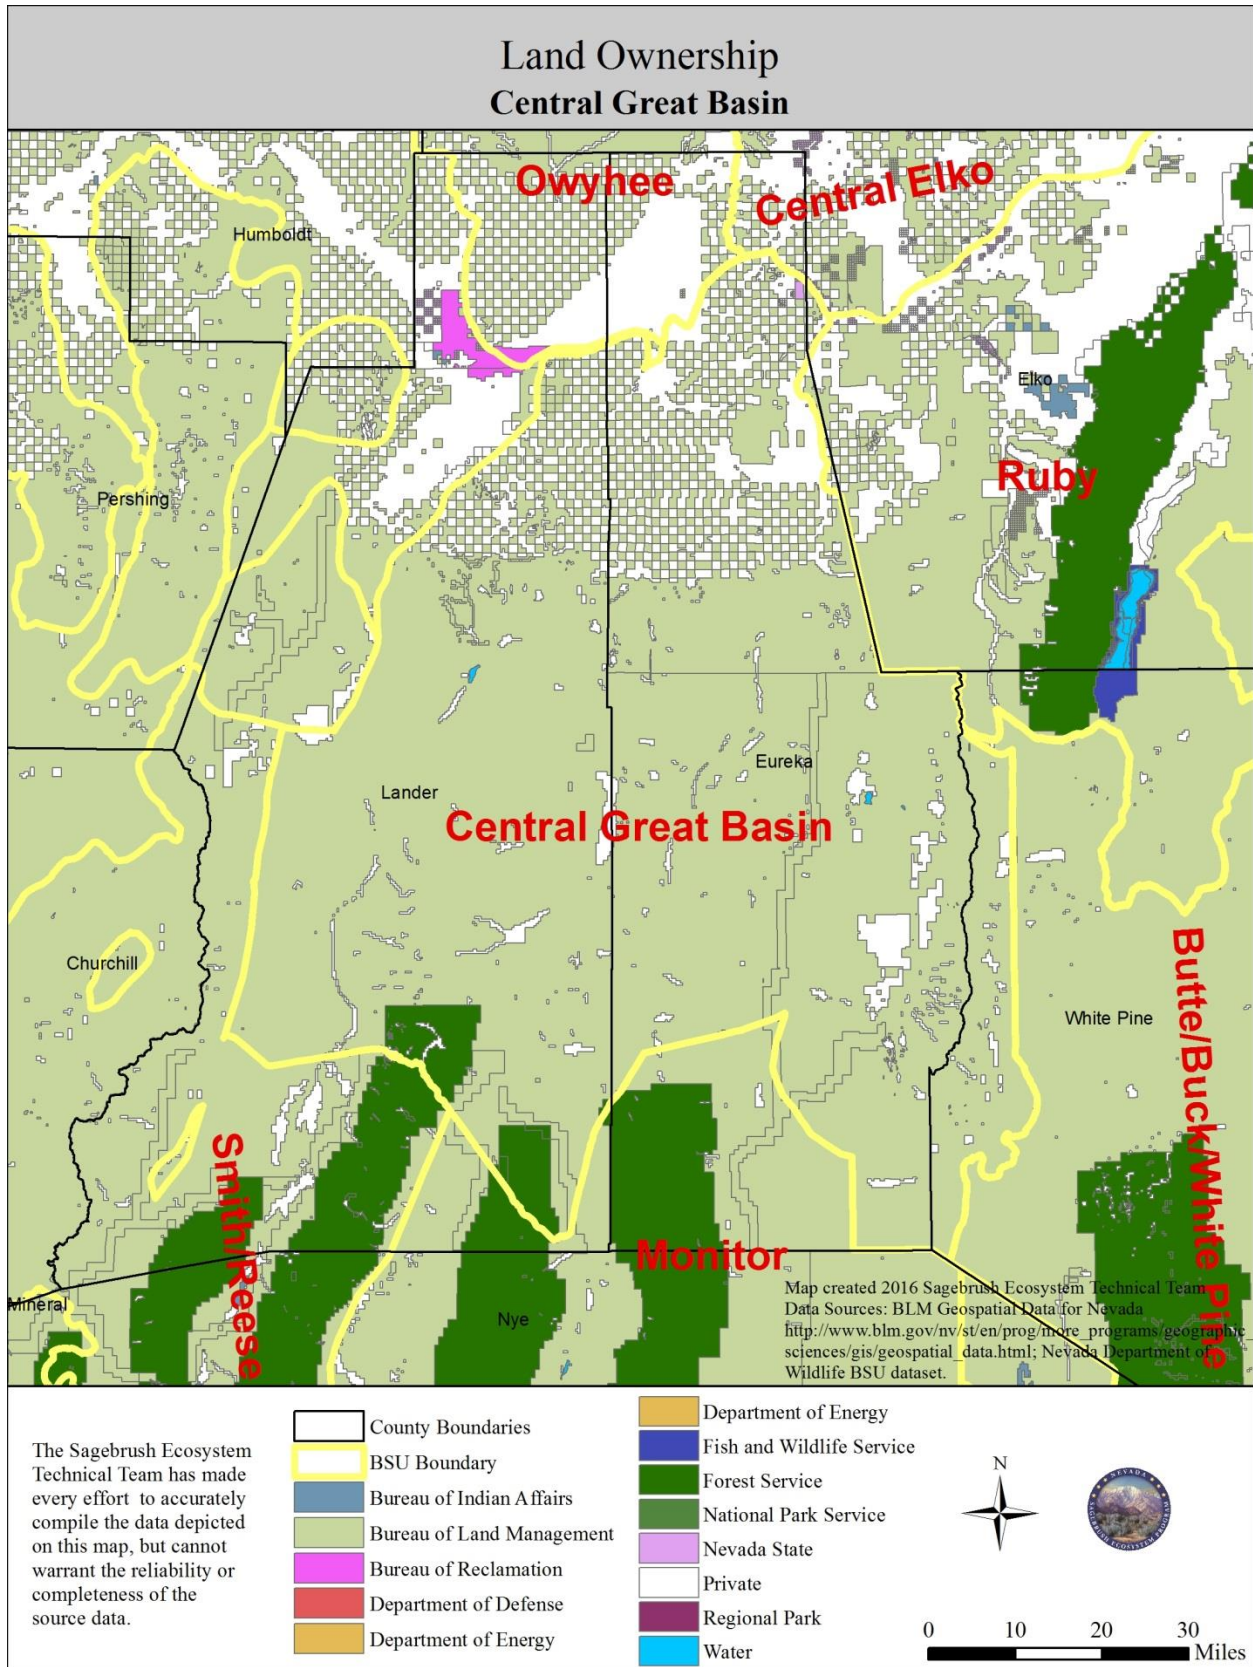 Land Ownership
Central Great Basin
Owyhee
Central Elko
Humboldt
Elko
Ruby
Pershing
Eureka
Lander
Central Great Basin
Churchill
White Pine
Butte/Buck/White Pine
Smith/Reese
Monitor
Mineral
Nye
Map created 2016 Sagebrush Ecosystem Technical Team
Data Sources: BLM Geospatial Data for Nevada
http://www.blm.gov/nv/st/en/prog/more_programs/geographic
sciences/gis/geospatial_data.html; Nevada Department of
Wildlife BSU dataset.
The Sagebrush Ecosystem
Technical Team has made
every effort to accurately
compile the data depicted
on this map, but cannot
warrant the reliability or
completeness of the
source data.
County Boundaries
BSU Boundary
Bureau of Indian Affairs
Bureau of Land Management
Bureau of Reclamation
Department of Defense
Department of Energy
Department of Energy
Fish and Wildlife Service
Forest Service
National Park Service
Nevada State
Private
Regional Park
Water
N
NEVADA
SAGEBRUSH ECOSYSTEM PROGRAM
0 10 20 30
Miles